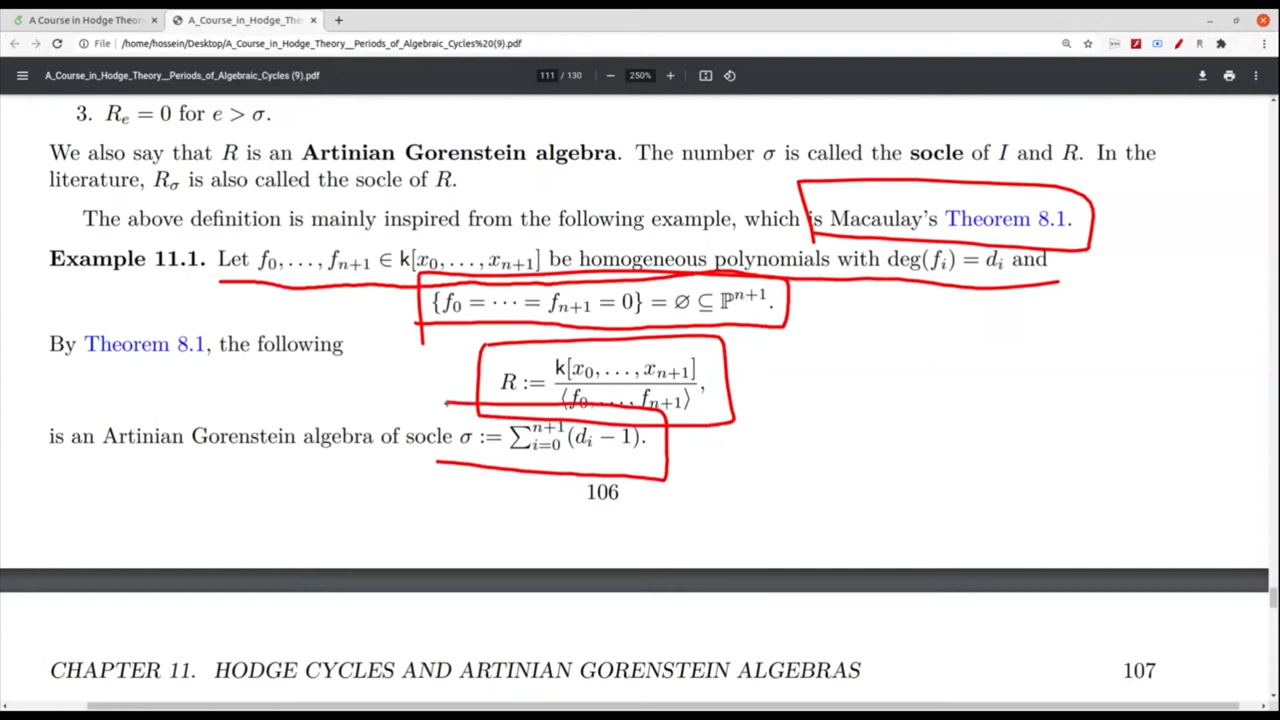 A Course in Hodge Theory
A_Course_in_Hodge_The
File
/home/hossein/Desktop/A_Course_in_Hodge_Theory__Periods_of_Algebraic_Cycles%20(9).pdf
A_Course_in_Hodge_Theory__Periods_of_Algebraic_Cycles (9).pdf
111 / 130
250%
3. R_e = 0 for e > σ.
We also say that R is an Artinian Gorenstein algebra. The number σ is called the socle of I and R. In the
literature, R_σ is also called the socle of R.
The above definition is mainly inspired from the following example, which is Macaulay's Theorem 8.1.
Example 11.1. Let f_0, …, f_{n+1} ∈ k[x_0, …, x_{n+1}] be homogeneous polynomials with deg(f_i) = d_i and
{f_0 = ⋯ = f_{n+1} = 0} = ∅ ⊆ ℙ^{n+1}.
By Theorem 8.1, the following
R := k[x_0, …, x_{n+1}] / ⟨f_0, …, f_{n+1}⟩,
is an Artinian Gorenstein algebra of socle σ := ∑_{i=0}^{n+1}(d_i − 1).
106
CHAPTER 11. HODGE CYCLES AND ARTINIAN GORENSTEIN ALGEBRAS
107